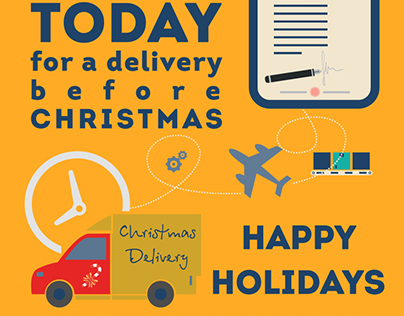 TODAY
for a delivery
before
CHRISTMAS
Christmas
Delivery
HAPPY
HOLIDAYS